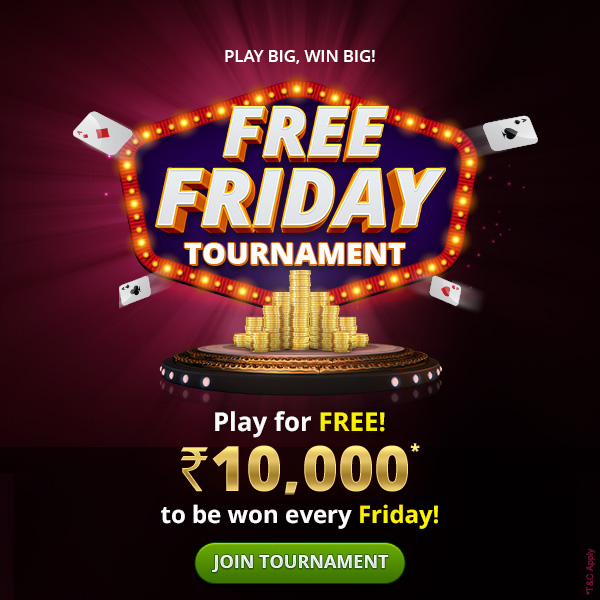 PLAY BIG, WIN BIG!
FREE
FRIDAY
TOURNAMENT
Play for FREE!
₹10,000*
to be won every Friday!
JOIN TOURNAMENT
*T&C Apply